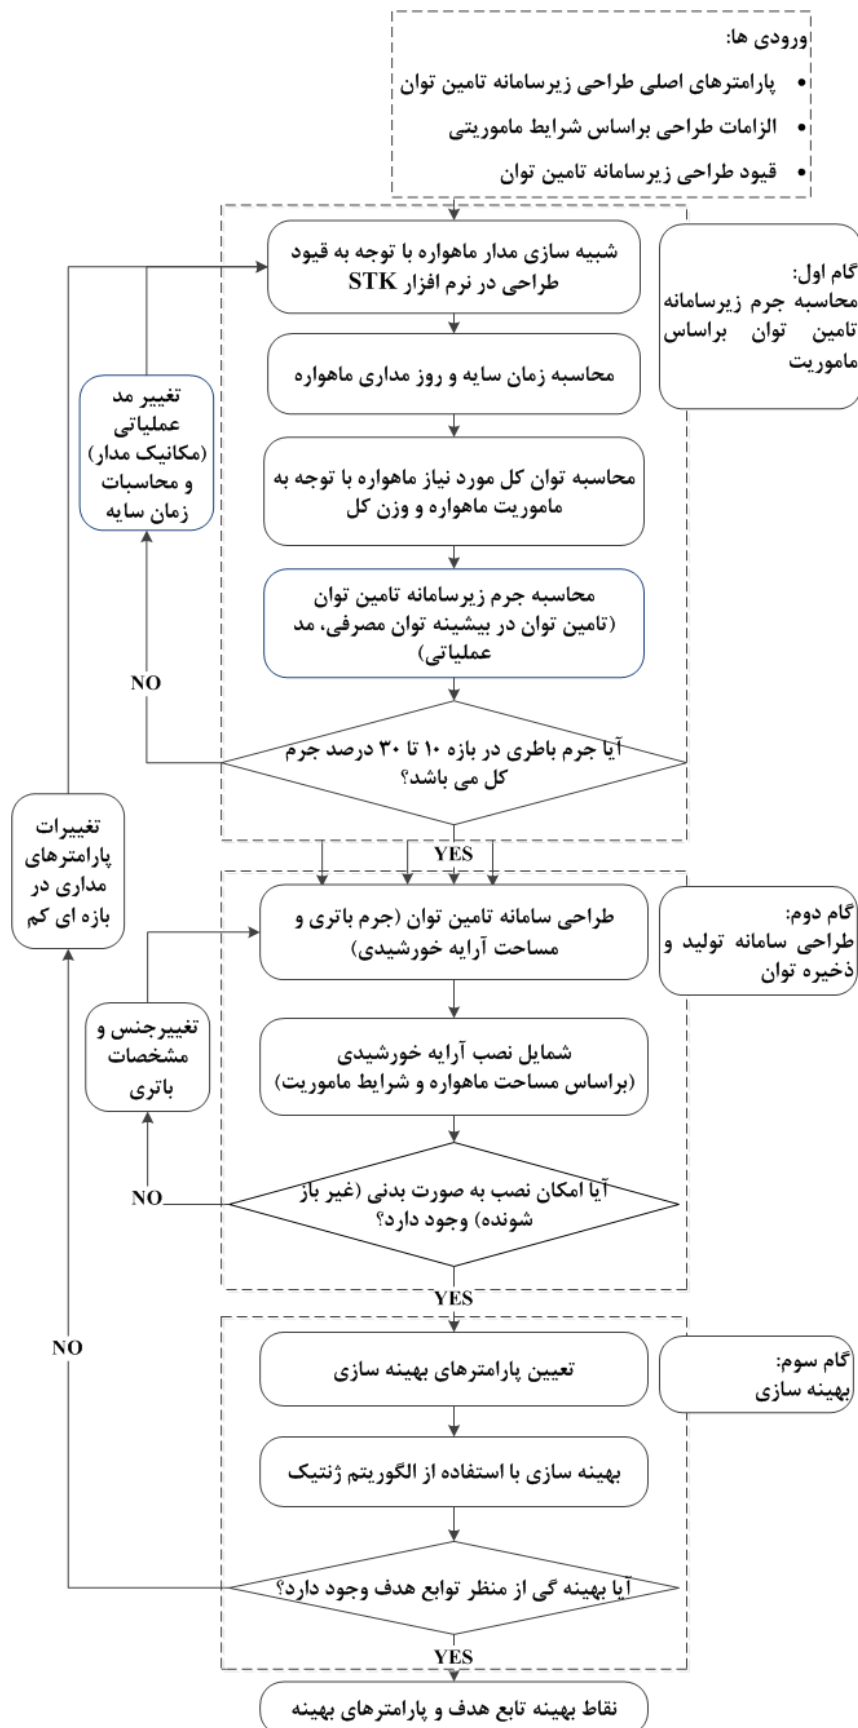 ورودی ها:
• پارامترهای اصلی طراحی زیرسامانه تامین توان
• الزامات طراحی براساس شرایط ماموریتی
• قیود طراحی زیرسامانه تامین توان
گام اول:
محاسبه جرم زیرسامانه
تامین توان براساس
ماموریت
شبیه سازی مدار ماهواره با توجه به قیود
طراحی در نرم افزار STK
محاسبه زمان سایه و روز مداری ماهواره
محاسبه توان کل مورد نیاز ماهواره با توجه به
ماموریت ماهواره و وزن کل
محاسبه جرم زیرسامانه تامین توان
(تامین توان در بیشینه توان مصرفی، مد
عملیاتی)
آیا جرم باطری در بازه ۱۰ تا ۳۰ درصد جرم
کل می باشد؟
NO
تغییر مد
عملیاتی
(مکانیک مدار)
و محاسبات
زمان سایه
YES
گام دوم:
طراحی سامانه تولید و
ذخیره توان
طراحی سامانه تامین توان (جرم باتری و
مساحت آرایه خورشیدی)
شمایل نصب آرایه خورشیدی
(براساس مساحت ماهواره و شرایط ماموریت)
آیا امکان نصب به صورت بدنی (غیر باز
شونده) وجود دارد؟
NO
تغییرجنس و
مشخصات
باتری
YES
گام سوم:
بهینه سازی
تعیین پارامترهای بهینه سازی
بهینه سازی با استفاده از الگوریتم ژنتیک
آیا بهینه گی از منظر توابع هدف وجود دارد؟
NO
تغییرات
پارامترهای
مداری در
بازه ای کم
YES
نقاط بهینه تابع هدف و پارامترهای بهینه